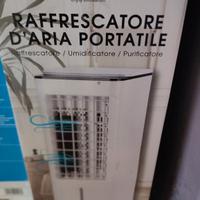 RAFFRESCATORE
D'ARIA PORTATILE
Raffrescatore / Umidificatore / Purificatore